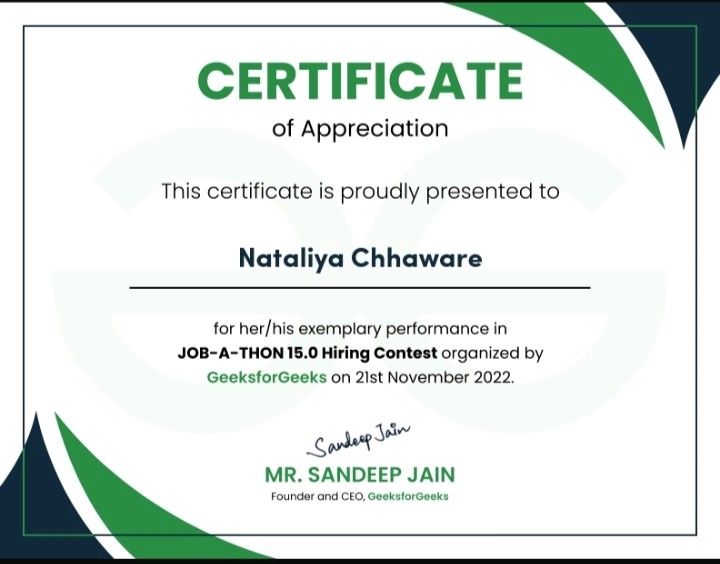 CERTIFICATE
of Appreciation
This certificate is proudly presented to
Nataliya Chhaware
for her/his exemplary performance in
JOB-A-THON 15.0 Hiring Contest organized by
GeeksforGeeks on 21st November 2022.
Sandeep Jain
MR. SANDEEP JAIN
Founder and CEO, GeeksforGeeks